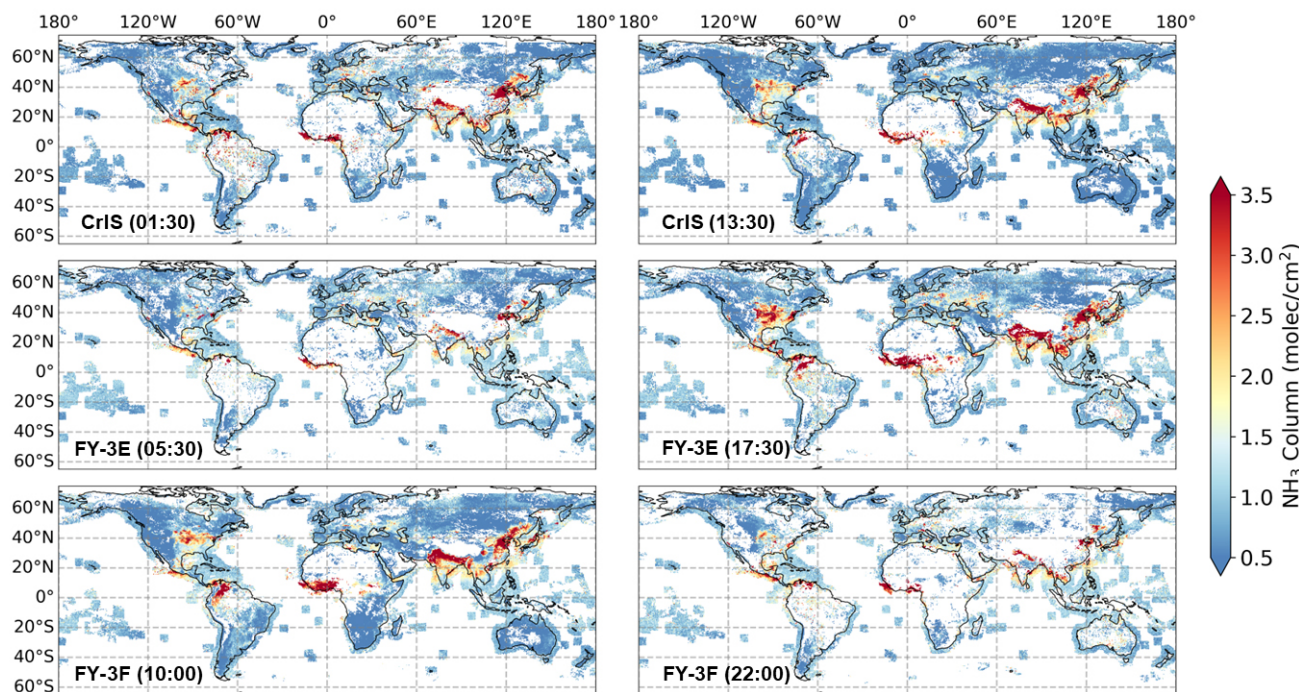 180° 120°W 60°W 0° 60°E 120°E 180°
180° 120°W 60°W 0° 60°E 120°E 180°
60°N
40°N
20°N
0°
20°S
40°S
60°S
CrIS (01:30)
CrIS (13:30)
60°N
40°N
20°N
0°
20°S
40°S
60°S
FY-3E (05:30)
FY-3E (17:30)
60°N
40°N
20°N
0°
20°S
40°S
60°S
FY-3F (10:00)
FY-3F (22:00)
3.5
3.0
2.5
2.0
1.5
1.0
0.5
NH₃ Column (molec/cm²)